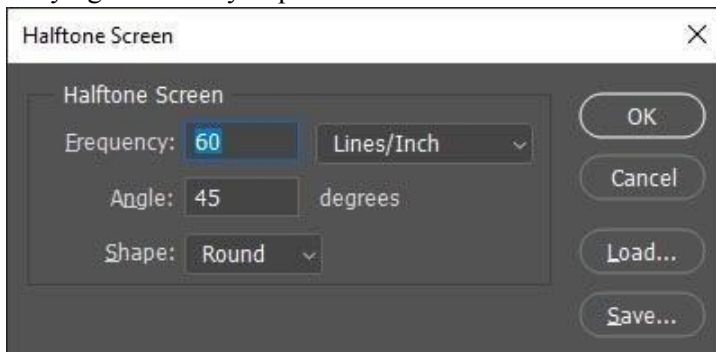 Halftone Screen
Halftone Screen
Frequency: 60 Lines/Inch
Angle: 45 degrees
Shape: Round
OK
Cancel
Load...
Save...